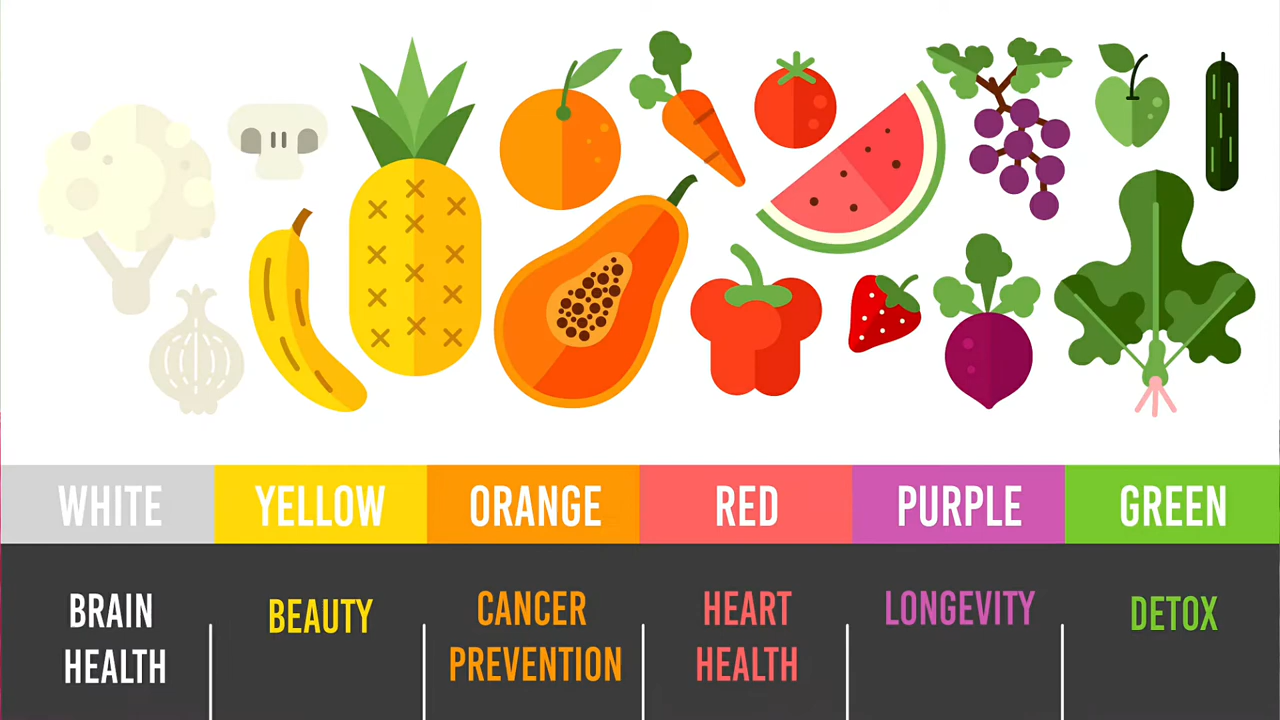 WHITE
YELLOW
ORANGE
RED
PURPLE
GREEN
BRAIN
HEALTH
BEAUTY
CANCER
PREVENTION
HEART
HEALTH
LONGEVITY
DETOX